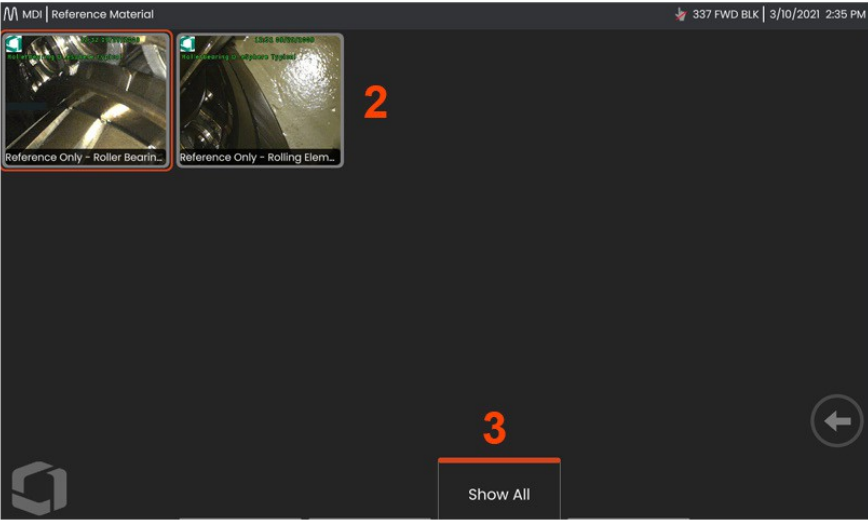 MDI | Reference Material
337 FWD BLK | 3/10/2021 2:35 PM
2
Reference Only - Roller Bearin...
Reference Only - Rolling Elem...
3
Show All